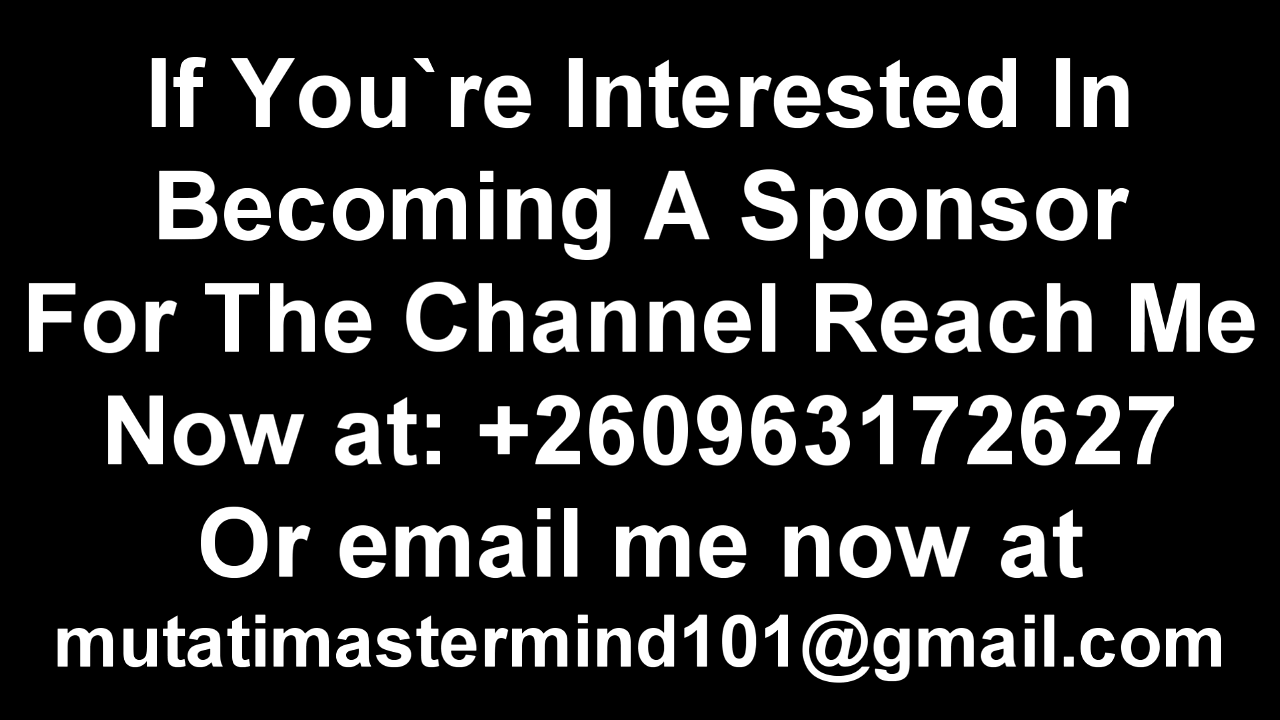 If You`re Interested In
Becoming A Sponsor
For The Channel Reach Me
Now at: +260963172627
Or email me now at
mutatimastermind101@gmail.com